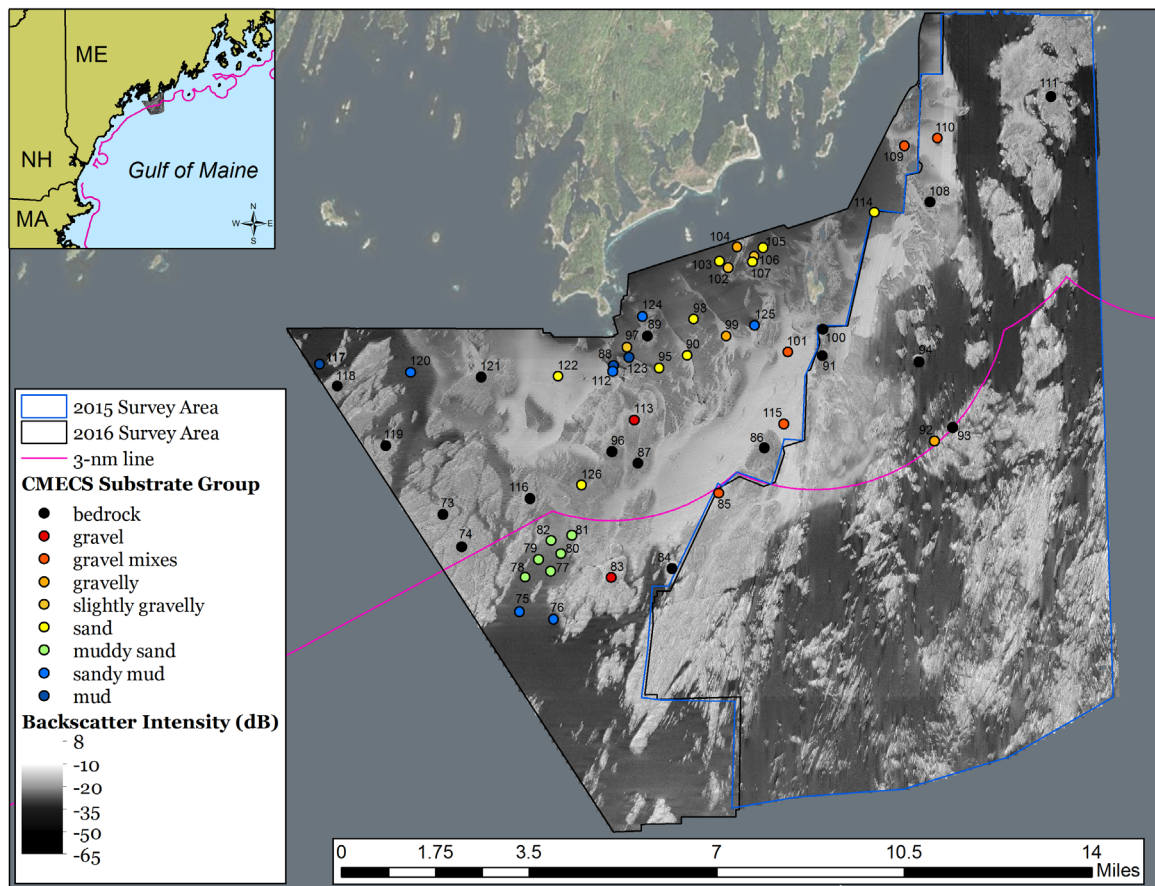 ME
NH
MA
Gulf of Maine
N
W E
S
111
110
109
108
114
104
105
103
106
102
107
124
98
125
89
99
100
97
90
101
94
117
88
123
95
91
120
121
122
112
118
113
115
92
93
119
96
87
86
126
116
85
73
74
82
81
79
80
84
78
77
83
75
76
2015 Survey Area
2016 Survey Area
3-nm line
CMECS Substrate Group
bedrock
gravel
gravel mixes
gravelly
slightly gravelly
sand
muddy sand
sandy mud
mud
Backscatter Intensity (dB)
8
-10
-20
-35
-50
-65
0 1.75 3.5 7 10.5 14
Miles